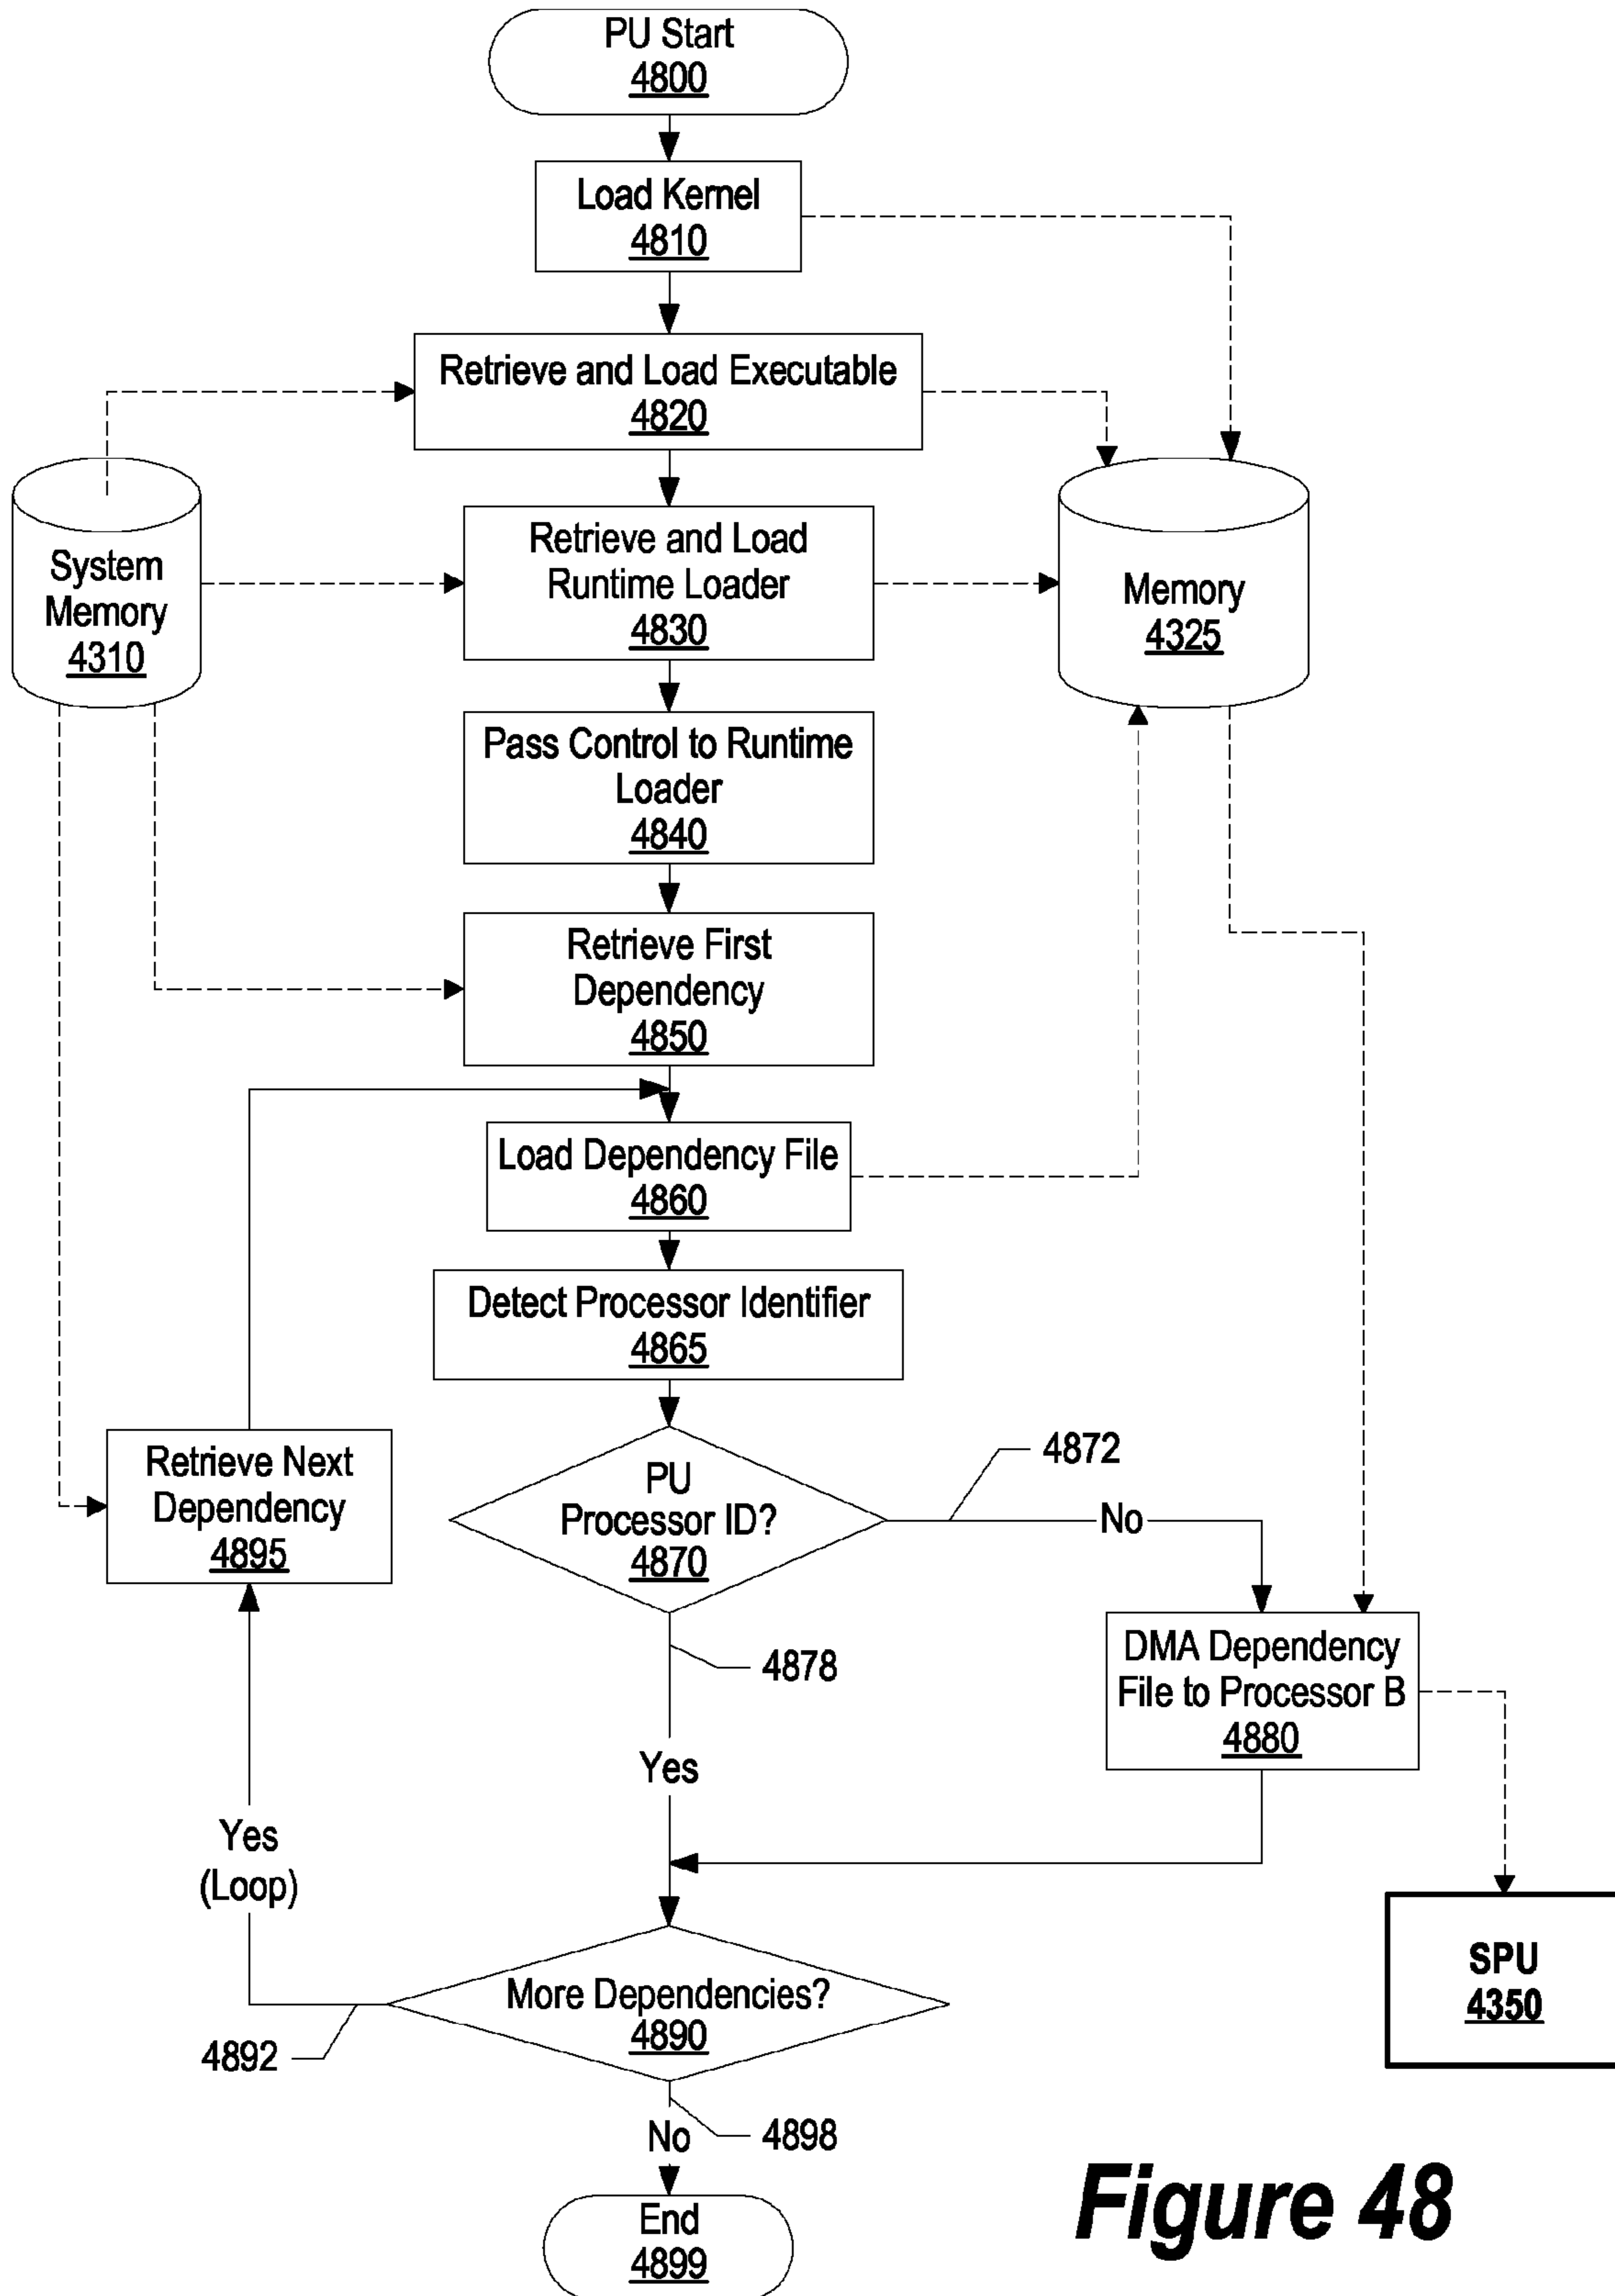 PU Start
4800
Load Kernel
4810
Retrieve and Load Executable
4820
System
Memory
4310
Retrieve and Load
Runtime Loader
4830
Memory
4325
Pass Control to Runtime
Loader
4840
Retrieve First
Dependency
4850
Load Dependency File
4860
Detect Processor Identifier
4865
Retrieve Next
Dependency
4895
PU
Processor ID?
4870
4872
No
4878
DMA Dependency
File to Processor B
4880
Yes
Yes
(Loop)
More Dependencies?
4890
SPU
4350
4892
4898
No
End
4899
Figure 48